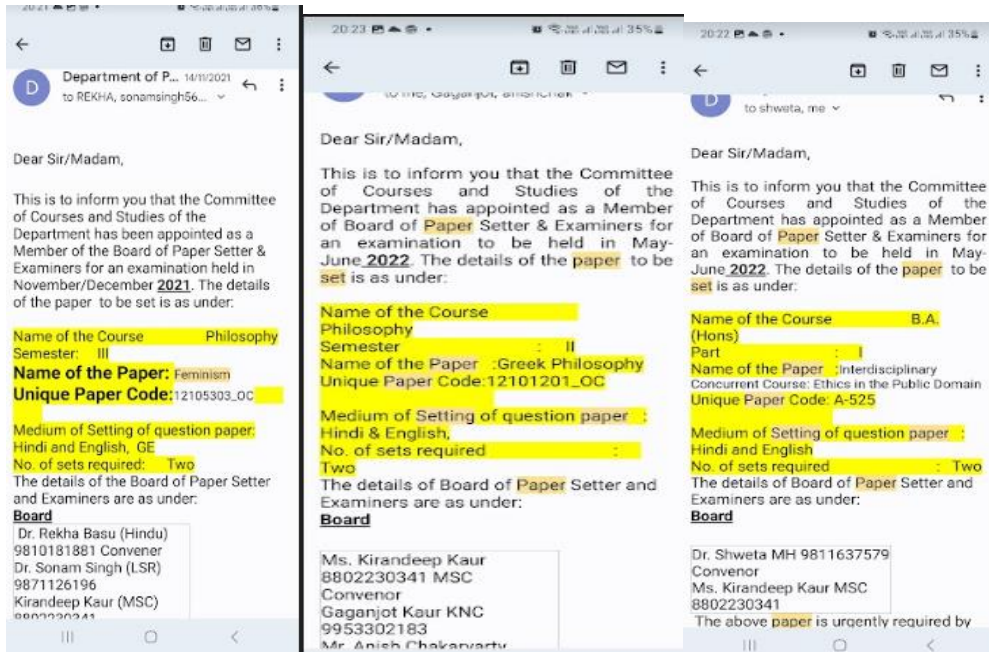 20:21
Department of P... 14/11/2021
to REKHA, sonamsingh56...
D
Dear Sir/Madam,
This is to inform you that the Committee
of Courses and Studies of the
Department has been appointed as a
Member of the Board of Paper Setter &
Examiners for an examination held in
November/December 2021. The details
of the paper to be set is as under:
Name of the Course Philosophy
Semester: III
Name of the Paper: Feminism
Unique Paper Code:12105303_OC
Medium of Setting of question paper:
Hindi and English, GE
No. of sets required: Two
The details of the Board of Paper Setter
and Examiners are as under:
Board
Dr. Rekha Basu (Hindu)
9810181881 Convener
Dr. Sonam Singh (LSR)
9871126196
Kirandeep Kaur (MSC)
8802230341
20:23 35%
to me, Gaganjot, anishchak
Dear Sir/Madam,
This is to inform you that the Committee
of Courses and Studies of the
Department has appointed as a Member
of Board of Paper Setter & Examiners for
an examination to be held in May-
June 2022. The details of the paper to be
set is as under:
Name of the Course
Philosophy
Semester : II
Name of the Paper :Greek Philosophy
Unique Paper Code:12101201_OC
Medium of Setting of question paper :
Hindi & English,
No. of sets required :
Two
The details of Board of Paper Setter and
Examiners are as under:
Board
Ms. Kirandeep Kaur
8802230341 MSC
Convenor
Gaganjot Kaur KNC
9953302183
Mr. Anish Chakarvarty
20:22 35%
D
to shweta, me
Dear Sir/Madam,
This is to inform you that the Committee
of Courses and Studies of the
Department has appointed as a Member
of Board of Paper Setter & Examiners for
an examination to be held in May-
June 2022. The details of the paper to be
set is as under:
Name of the Course B.A.
(Hons)
Part : I
Name of the Paper :Interdisciplinary
Concurrent Course: Ethics in the Public Domain
Unique Paper Code: A-525
Medium of Setting of question paper :
Hindi and English
No. of sets required : Two
The details of Board of Paper Setter and
Examiners are as under:
Board
Dr. Shweta MH 9811637579
Convenor
Ms. Kirandeep Kaur MSC
8802230341
The above paper is urgently required by